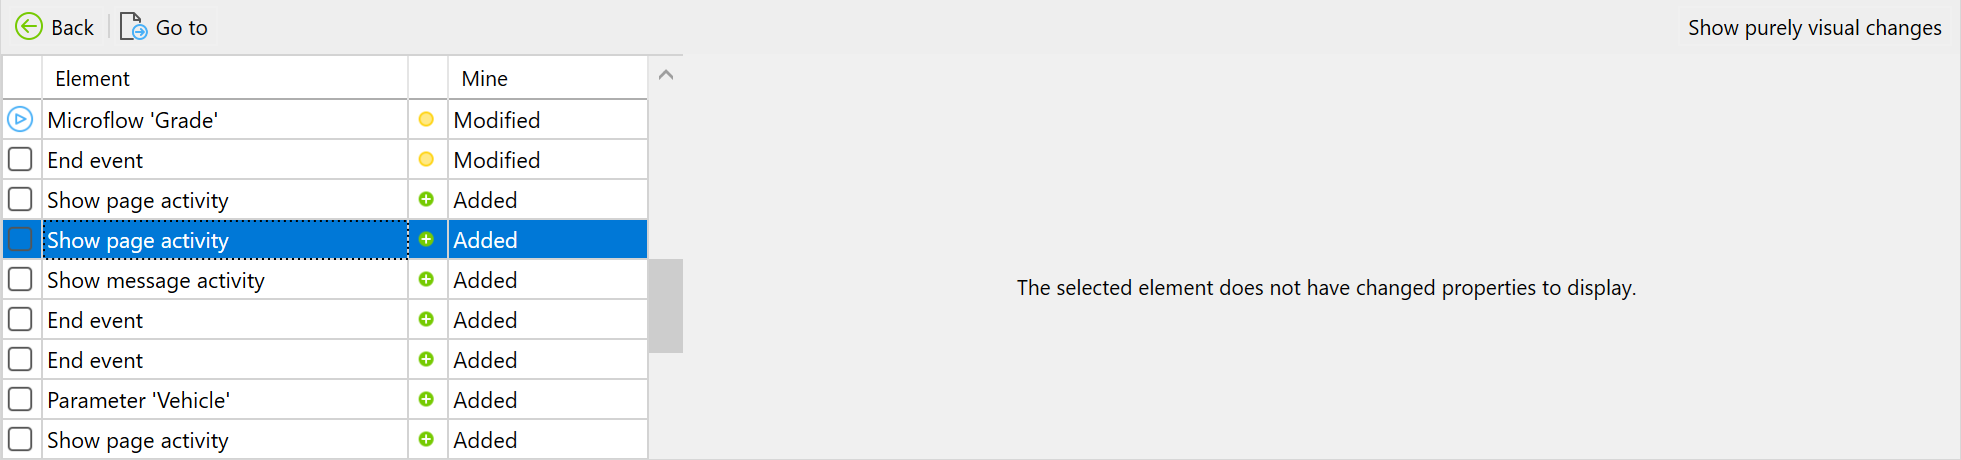 Back Go to Show purely visual changes
Element Mine
Microflow 'Grade' Modified
End event Modified
Show page activity Added
Show page activity Added
Show message activity Added
The selected element does not have changed properties to display.
End event Added
End event Added
Parameter 'Vehicle' Added
Show page activity Added